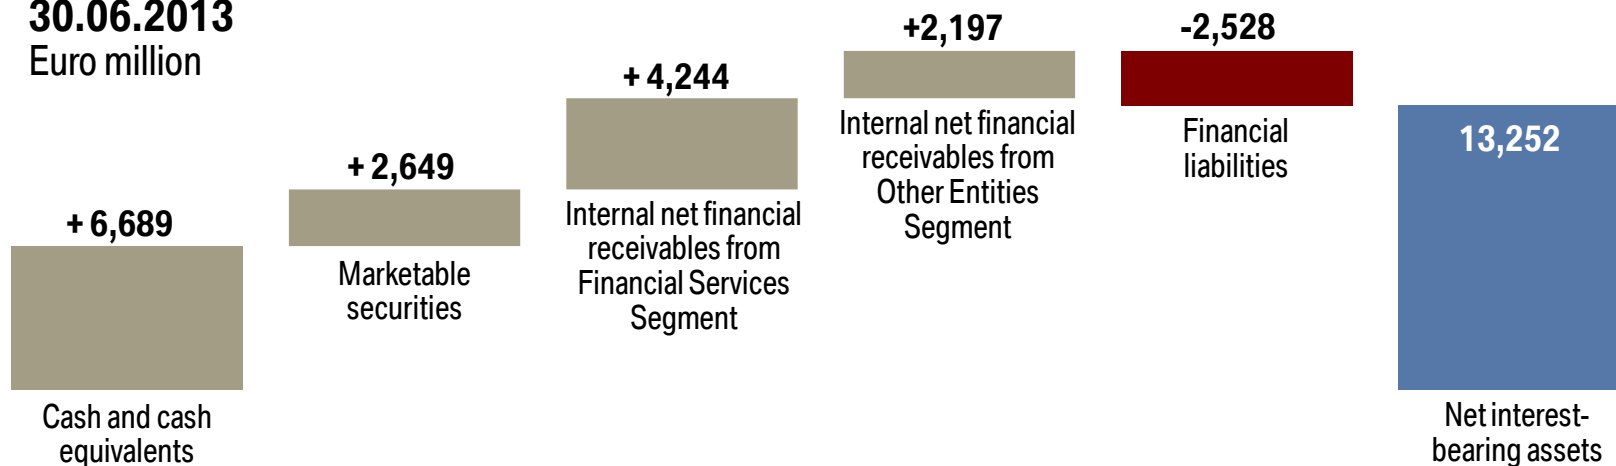 30.06.2013
Euro million
+ 6,689
Cash and cash
equivalents
+ 2,649
Marketable
securities
+ 4,244
Internal net financial
receivables from
Financial Services
Segment
+2,197
Internal net financial
receivables from
Other Entities
Segment
-2,528
Financial
liabilities
13,252
Net interest-
bearing assets